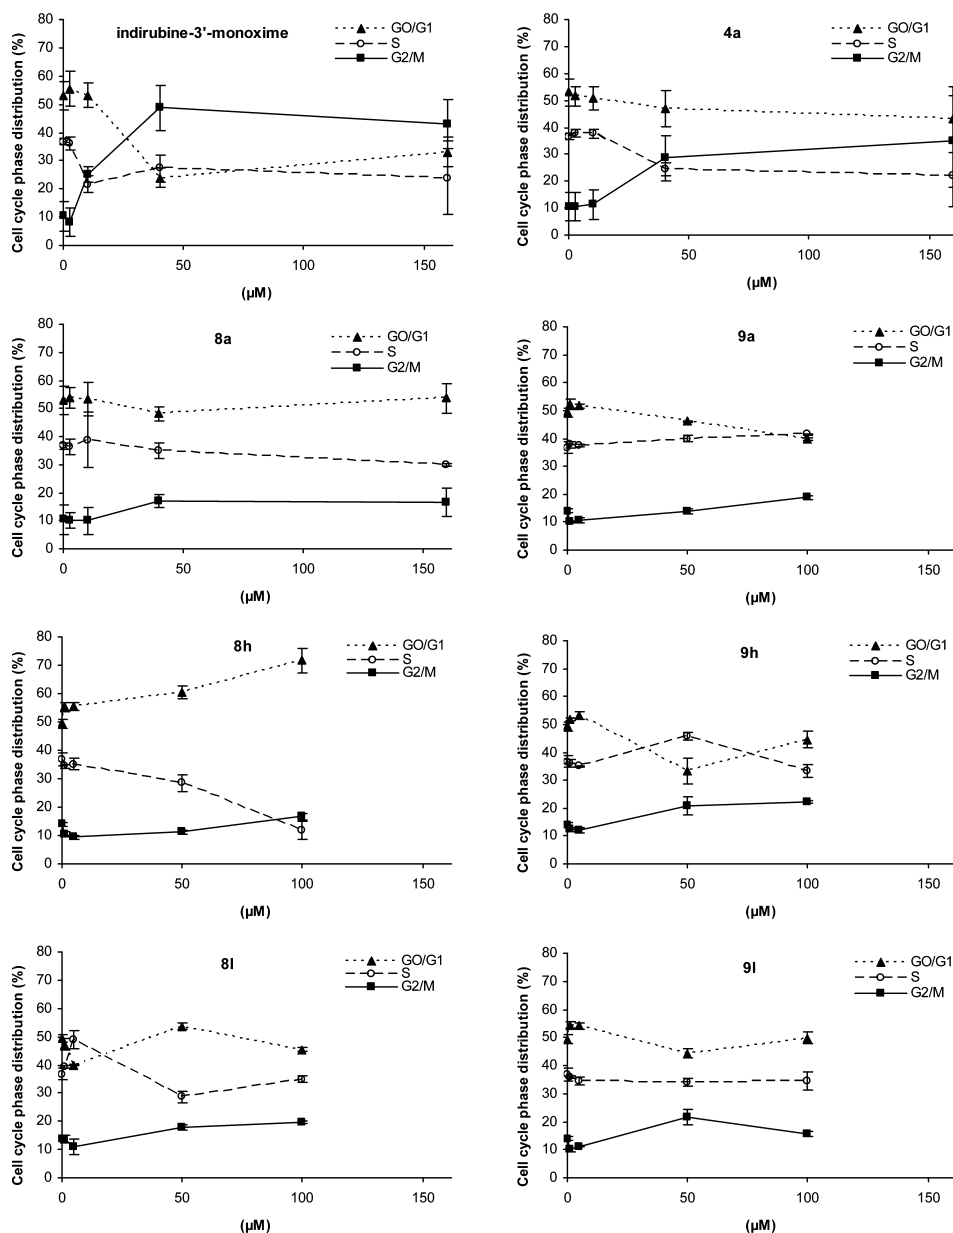 indirubine-3'-monoxime
GO/G1
S
G2/M
Cell cycle phase distribution (%)
80
70
60
50
40
30
20
10
0
0 50 100 150
(µM)
4a
GO/G1
S
G2/M
Cell cycle phase distribution (%)
80
70
60
50
40
30
20
10
0
0 50 100 150
(µM)
8a
GO/G1
S
G2/M
Cell cycle phase distribution (%)
80
70
60
50
40
30
20
10
0
0 50 100 150
(µM)
9a
GO/G1
S
G2/M
Cell cycle phase distribution (%)
80
70
60
50
40
30
20
10
0
0 50 100 150
(µM)
8h
GO/G1
S
G2/M
Cell cycle phase distribution (%)
80
70
60
50
40
30
20
10
0
0 50 100 150
(µM)
9h
GO/G1
S
G2/M
Cell cycle phase distribution (%)
80
70
60
50
40
30
20
10
0
0 50 100 150
(µM)
8l
GO/G1
S
G2/M
Cell cycle phase distribution (%)
80
70
60
50
40
30
20
10
0
0 50 100 150
(µM)
9l
GO/G1
S
G2/M
Cell cycle phase distribution (%)
80
70
60
50
40
30
20
10
0
0 50 100 150
(µM)